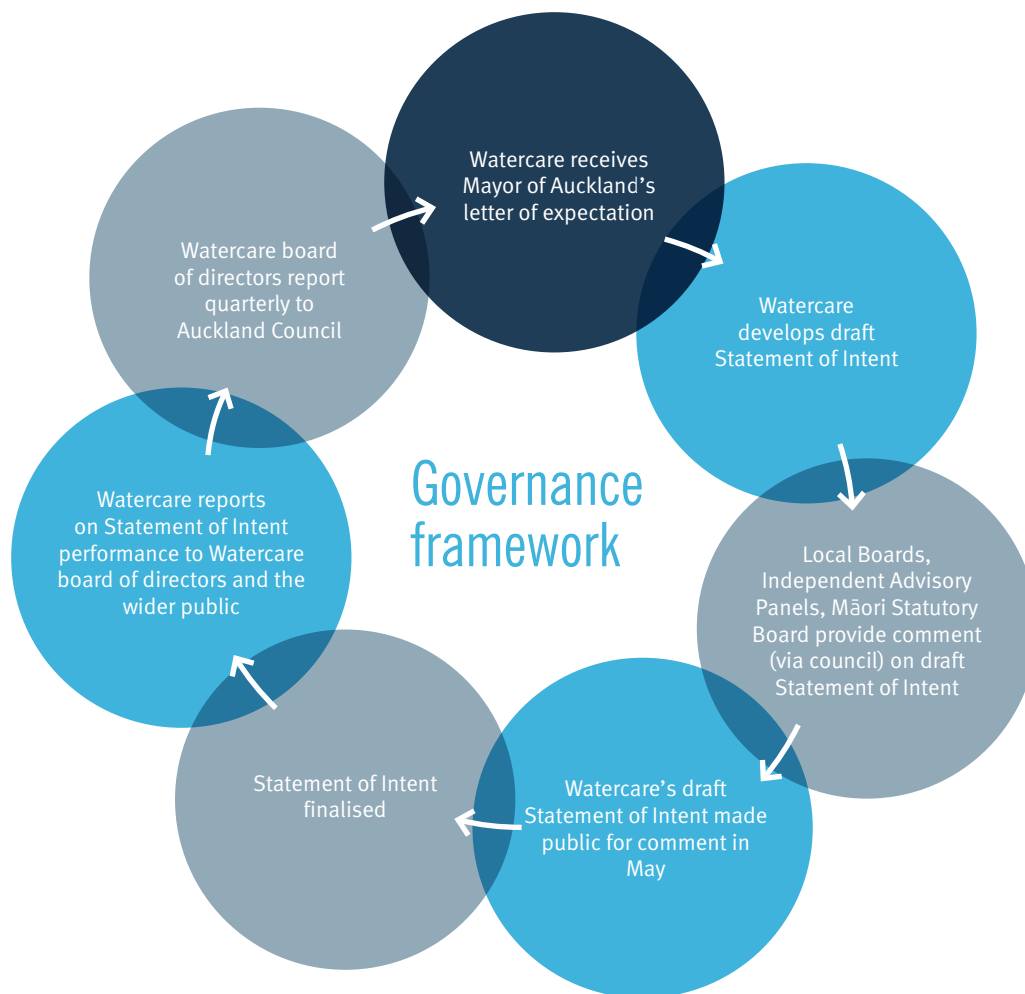 Watercare receives
Mayor of Auckland's
letter of expectation
Watercare
develops draft
Statement of Intent
Local Boards,
Independent Advisory
Panels, Māori Statutory
Board provide comment
(via council) on draft
Statement of Intent
Watercare's draft
Statement of Intent made
public for comment in
May
Statement of Intent
finalised
Watercare reports
on Statement of Intent
performance to Watercare
board of directors and the
wider public
Watercare board
of directors report
quarterly to
Auckland Council
Governance
framework